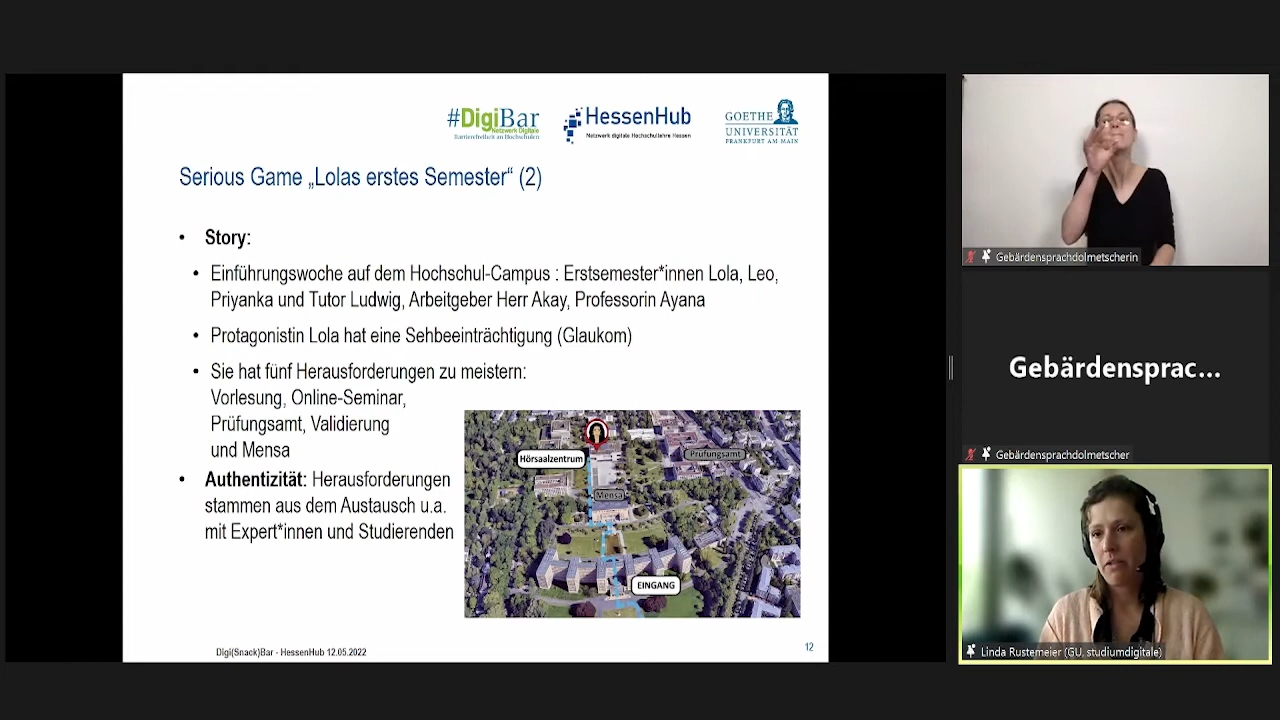 #DigiBar
Netzwerk Digitale
Barrierefreiheit an Hochschulen
HessenHub
Netzwerk digitale Hochschullehre Hessen
GOETHE
UNIVERSITÄT
FRANKFURT AM MAIN
Serious Game „Lolas erstes Semester“ (2)
• Story:
• Einführungswoche auf dem Hochschul-Campus : Erstsemester*innen Lola, Leo,
Priyanka und Tutor Ludwig, Arbeitgeber Herr Akay, Professorin Ayana
• Protagonistin Lola hat eine Sehbeeinträchtigung (Glaukom)
• Sie hat fünf Herausforderungen zu meistern:
Vorlesung, Online-Seminar,
Prüfungsamt, Validierung
und Mensa
• Authentizität: Herausforderungen
stammen aus dem Austausch u.a.
mit Expert*innen und Studierenden
Hörsaalzentrum
Prüfungsamt
Mensa
EINGANG
Digi(Snack)Bar - HessenHub 12.05.2022
12
Gebärdensprachdolmetscherin
Gebärdensprac...
Gebärdensprachdolmetscher
Linda Rustemeier (GU, studiumdigitale)